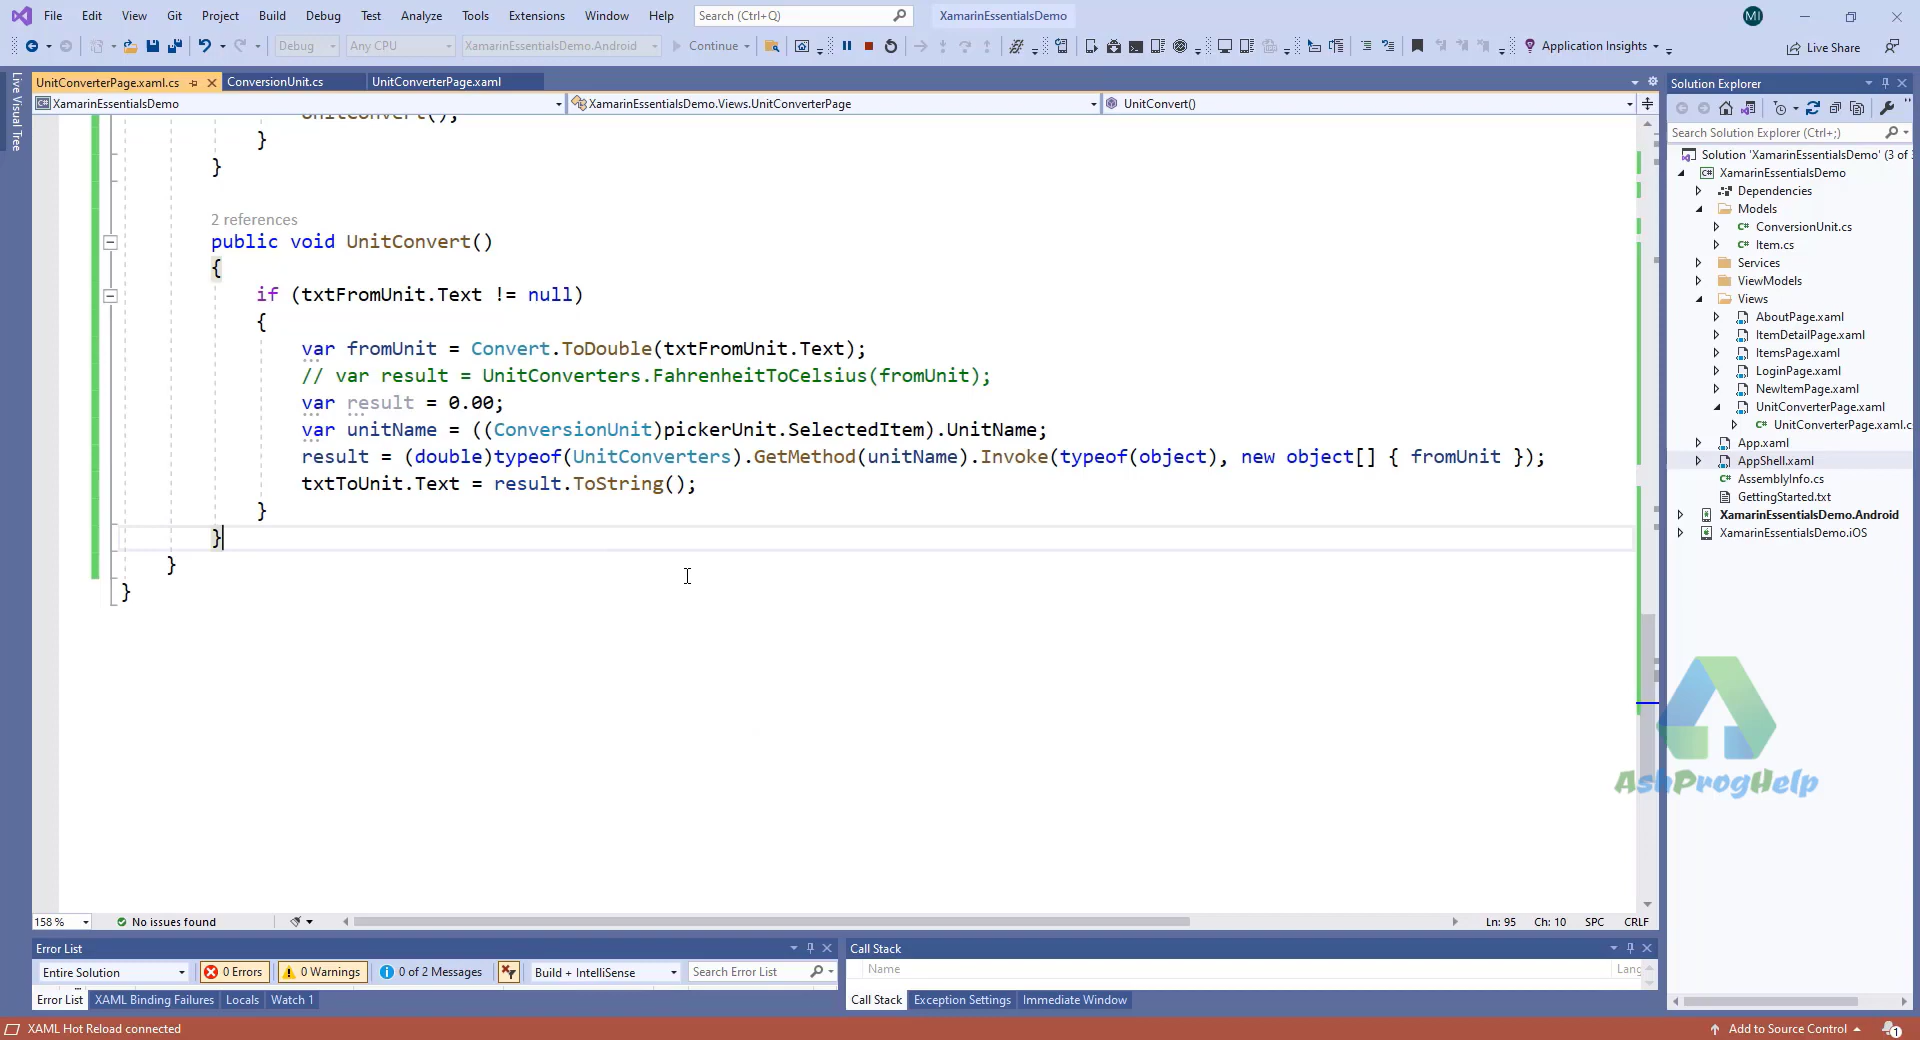 File Edit View Git Project Build Debug Test Analyze Tools Extensions Window Help Search (Ctrl+Q) XamarinEssentialsDemo MI
Debug Any CPU XamarinEssentialsDemo.Android Continue Application Insights Live Share
Live Visual Tree
UnitConverterPage.xaml.cs ConversionUnit.cs UnitConverterPage.xaml
XamarinEssentialsDemo XamarinEssentialsDemo.Views.UnitConverterPage UnitConvert()
UnitConvert();
}
}
2 references
public void UnitConvert()
{
if (txtFromUnit.Text != null)
{
var fromUnit = Convert.ToDouble(txtFromUnit.Text);
// var result = UnitConverters.FahrenheitToCelsius(fromUnit);
var result = 0.00;
var unitName = ((ConversionUnit)pickerUnit.SelectedItem).UnitName;
result = (double)typeof(UnitConverters).GetMethod(unitName).Invoke(typeof(object), new object[] { fromUnit });
txtToUnit.Text = result.ToString();
}
}
}
}
158 % No issues found Ln: 95 Ch: 10 SPC CRLF
Error List
Entire Solution 0 Errors 0 Warnings 0 of 2 Messages Build + IntelliSense Search Error List
Error List XAML Binding Failures Locals Watch 1
Call Stack
Name Lang
Call Stack Exception Settings Immediate Window
XAML Hot Reload connected Add to Source Control 1
Solution Explorer
Search Solution Explorer (Ctrl+;)
Solution 'XamarinEssentialsDemo' (3 of
XamarinEssentialsDemo
Dependencies
Models
ConversionUnit.cs
Item.cs
Services
ViewModels
Views
AboutPage.xaml
ItemDetailPage.xaml
ItemsPage.xaml
LoginPage.xaml
NewItemPage.xaml
UnitConverterPage.xaml
UnitConverterPage.xaml.c
App.xaml
AppShell.xaml
AssemblyInfo.cs
GettingStarted.txt
XamarinEssentialsDemo.Android
XamarinEssentialsDemo.iOS
AshProgHelp